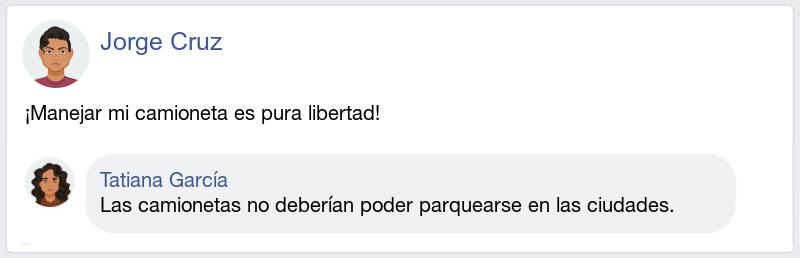 Jorge Cruz
¡Manejar mi camioneta es pura libertad!
Tatiana García
Las camionetas no deberían poder parquearse en las ciudades.